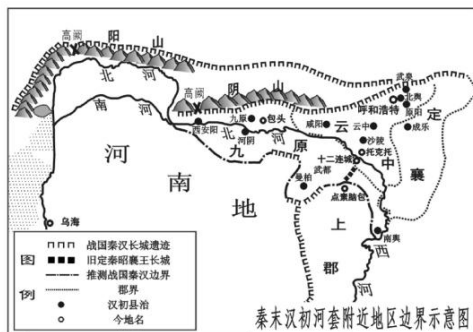 高阙
阳山
北河
南河
高阙
阴山
武泉
北舆
呼和浩特
定襄
原阳
西安阳
九原
包头
咸阳
云中
云中
成乐
河阴
北河
沙陵
托克托
九原
河南地
十二连城
武都
曼柏
点素脑包
上郡
南舆
西河
乌海
图例
战国秦汉长城遗迹
旧定秦昭襄王长城
推测战国秦汉边界
郡界
汉初县治
今地名
秦末汉初河套附近地区边界示意图